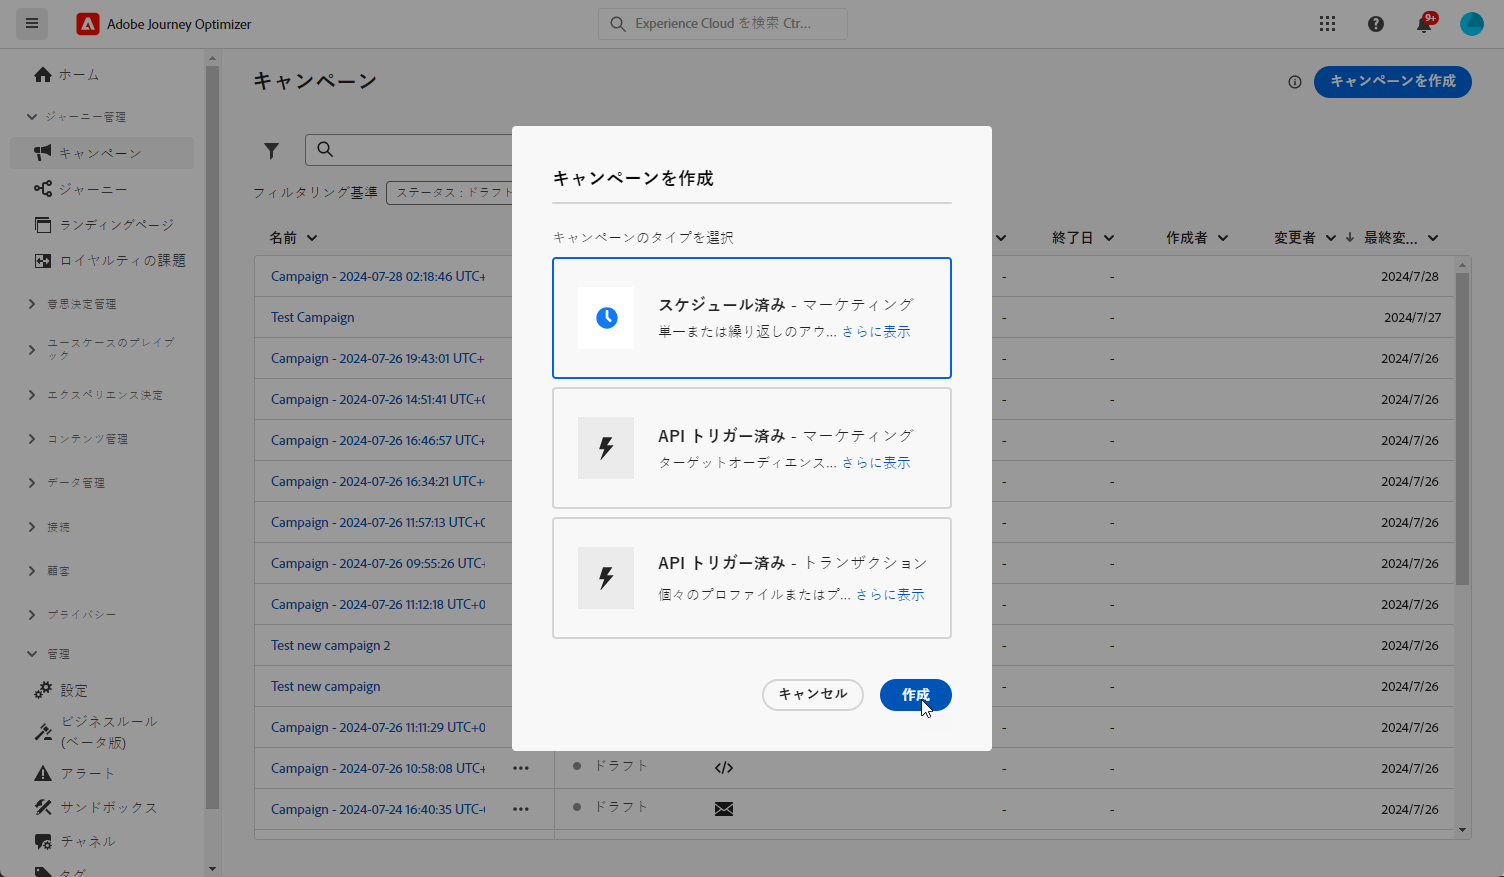 Adobe Journey Optimizer
Experience Cloud を検索 Ctr...
9+
ホーム
ジャーニー管理
キャンペーン
ジャーニー
ランディングページ
ロイヤルティの課題
意思決定管理
ユースケースのプレイブ
ック
エクスペリエンス決定
コンテンツ管理
データ管理
接続
顧客
プライバシー
管理
設定
ビジネスルール
(ベータ版)
アラート
サンドボックス
チャネル
タグ
キャンペーン
キャンペーンを作成
フィルタリング基準
ステータス : ドラフト
名前
終了日
作成者
変更者
最終変...
Campaign - 2024-07-28 02:18:46 UTC+
- - 2024/7/28
Test Campaign
- - 2024/7/27
Campaign - 2024-07-26 19:43:01 UTC+
- - 2024/7/26
Campaign - 2024-07-26 14:51:41 UTC+0
- - 2024/7/26
Campaign - 2024-07-26 16:46:57 UTC+
- - 2024/7/26
Campaign - 2024-07-26 16:34:21 UTC+
- - 2024/7/26
Campaign - 2024-07-26 11:57:13 UTC+0
- - 2024/7/26
Campaign - 2024-07-26 09:55:26 UTC+
- - 2024/7/26
Campaign - 2024-07-26 11:12:18 UTC+0
- - 2024/7/26
Test new campaign 2
- - 2024/7/26
Test new campaign
- - 2024/7/26
Campaign - 2024-07-26 11:11:29 UTC+0
- - 2024/7/26
Campaign - 2024-07-26 10:58:08 UTC+
ドラフト
- - 2024/7/26
Campaign - 2024-07-24 16:40:35 UTC-
ドラフト
- - 2024/7/26
キャンペーンを作成
キャンペーンのタイプを選択
スケジュール済み - マーケティング
単一または繰り返しのアウ... さらに表示
API トリガー済み - マーケティング
ターゲットオーディエンス... さらに表示
API トリガー済み - トランザクション
個々のプロファイルまたはプ... さらに表示
キャンセル
作成